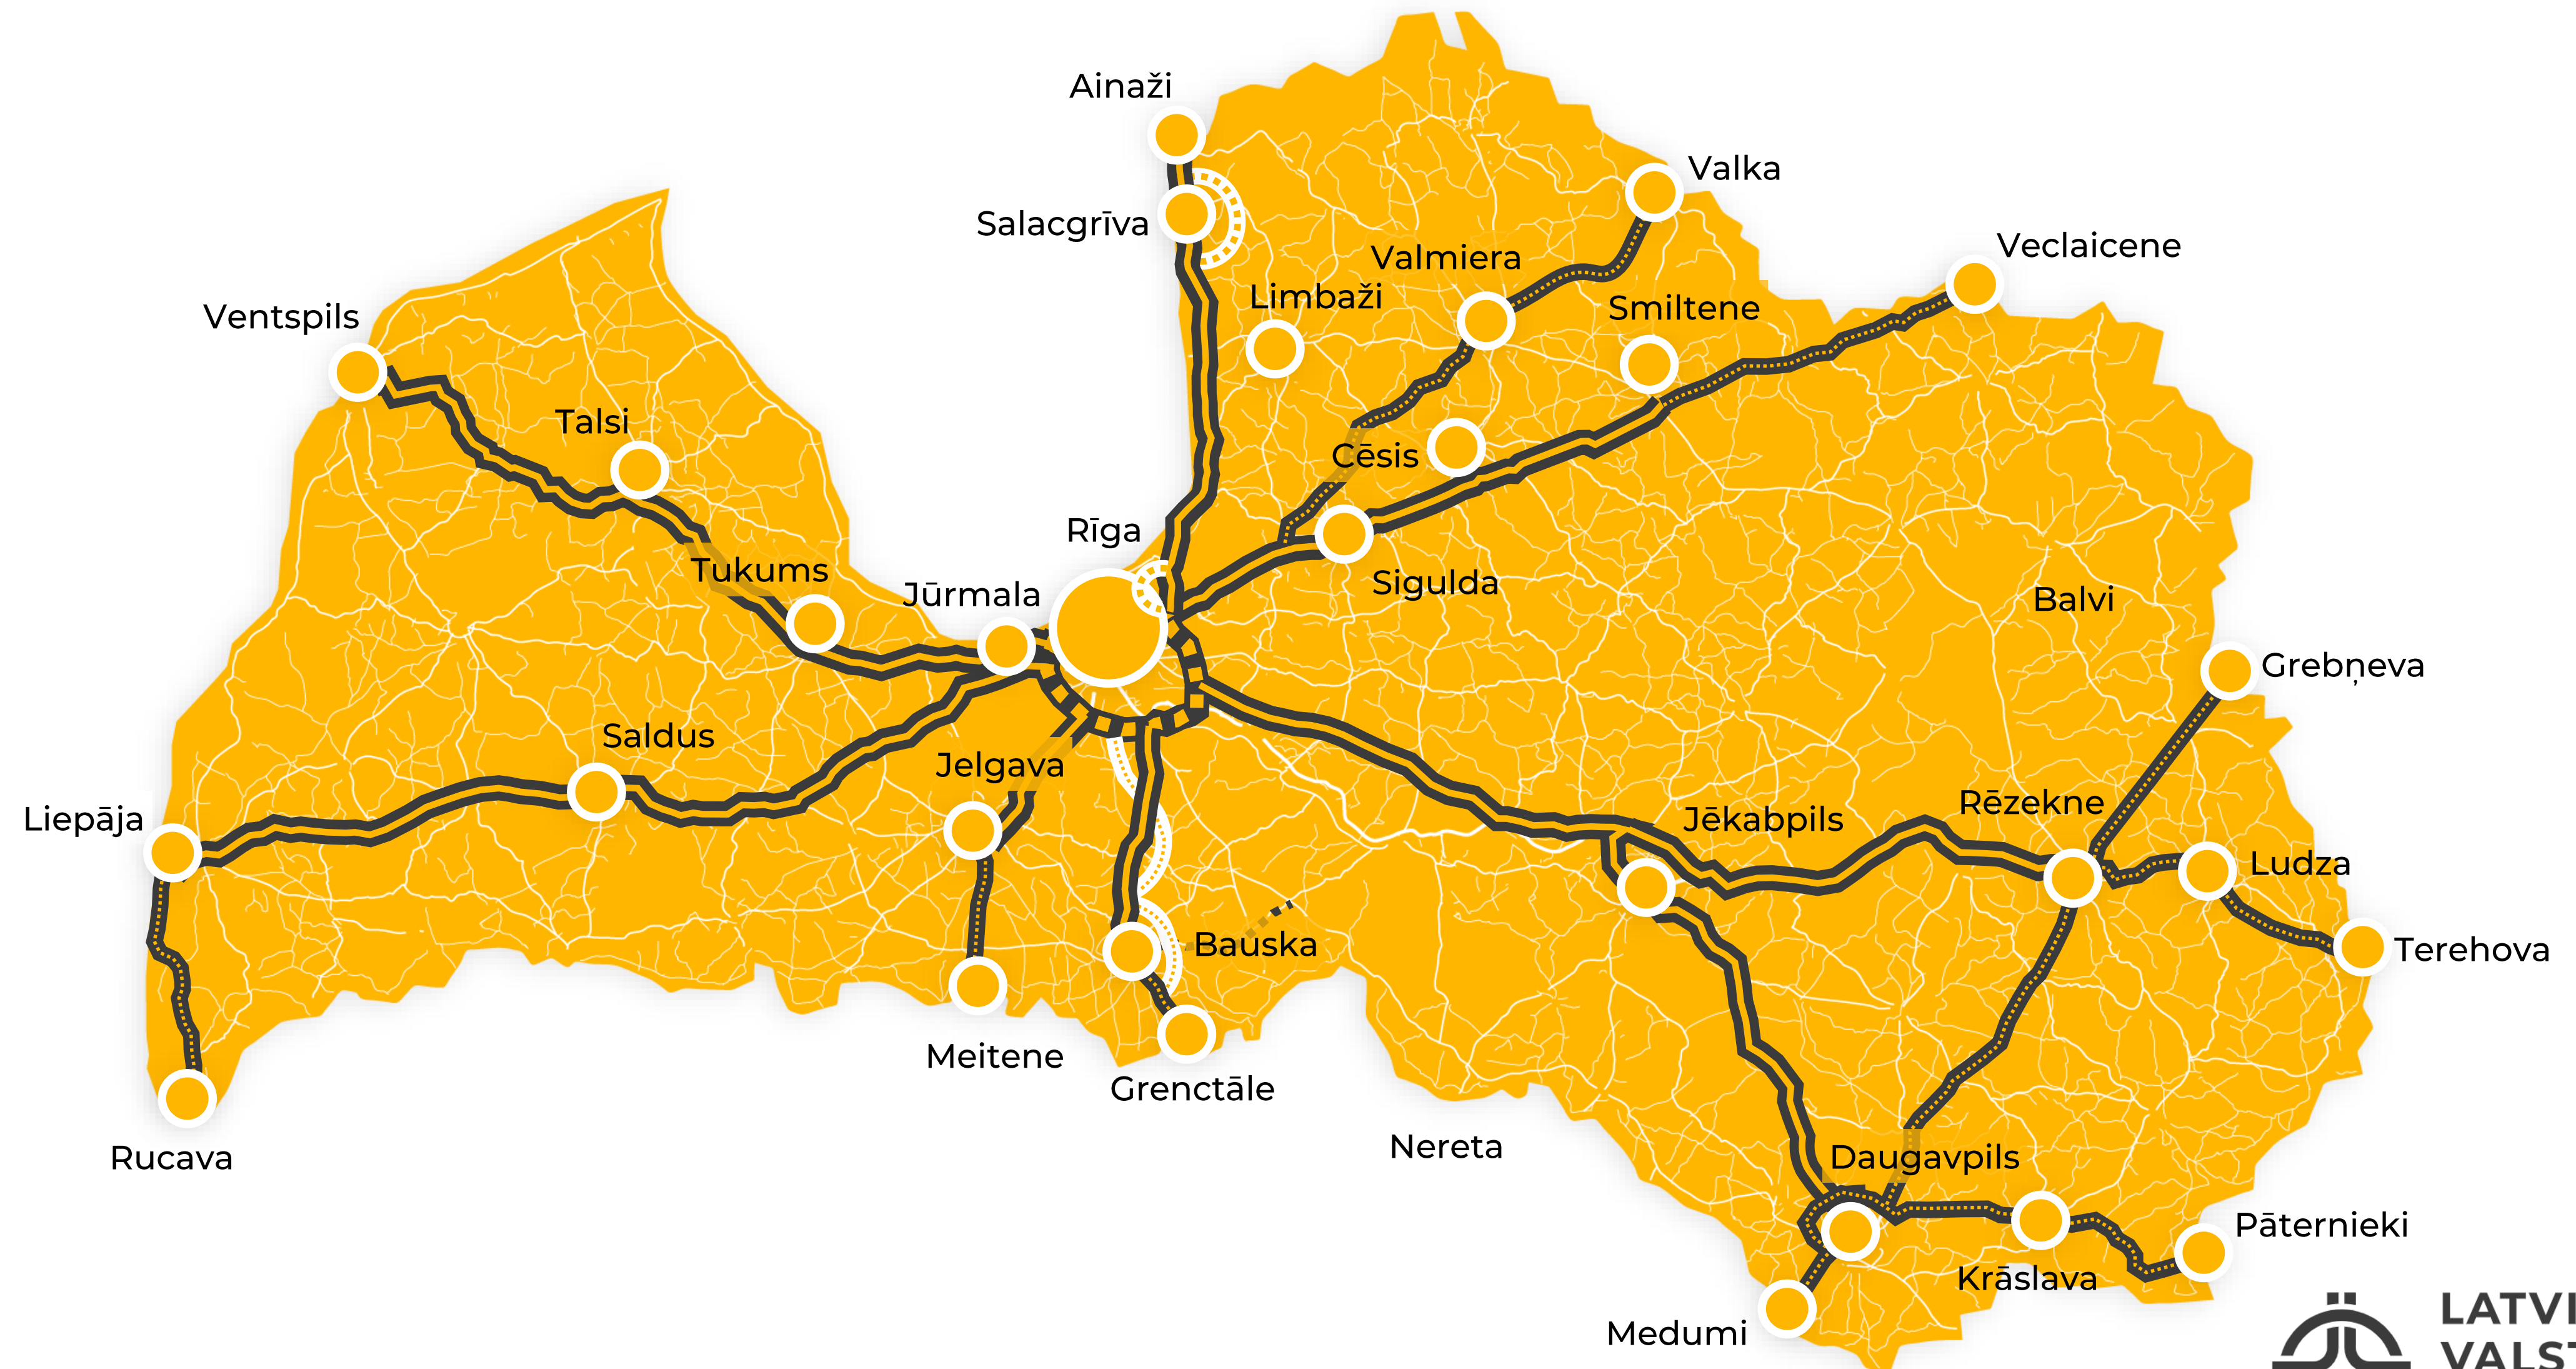 Ainaži
Valka
Salacgrīva
Veclaicene
Valmiera
Limbaži
Smiltene
Ventspils
Talsi
Cēsis
Rīga
Tukums
Jūrmala
Sigulda
Balvi
Grebņeva
Saldus
Jelgava
Liepāja
Jēkabpils
Rēzekne
Ludza
Bauska
Terehova
Meitene
Grenctāle
Nereta
Rucava
Daugavpils
Pāternieki
Krāslava
Medumi
LATVI
VALST